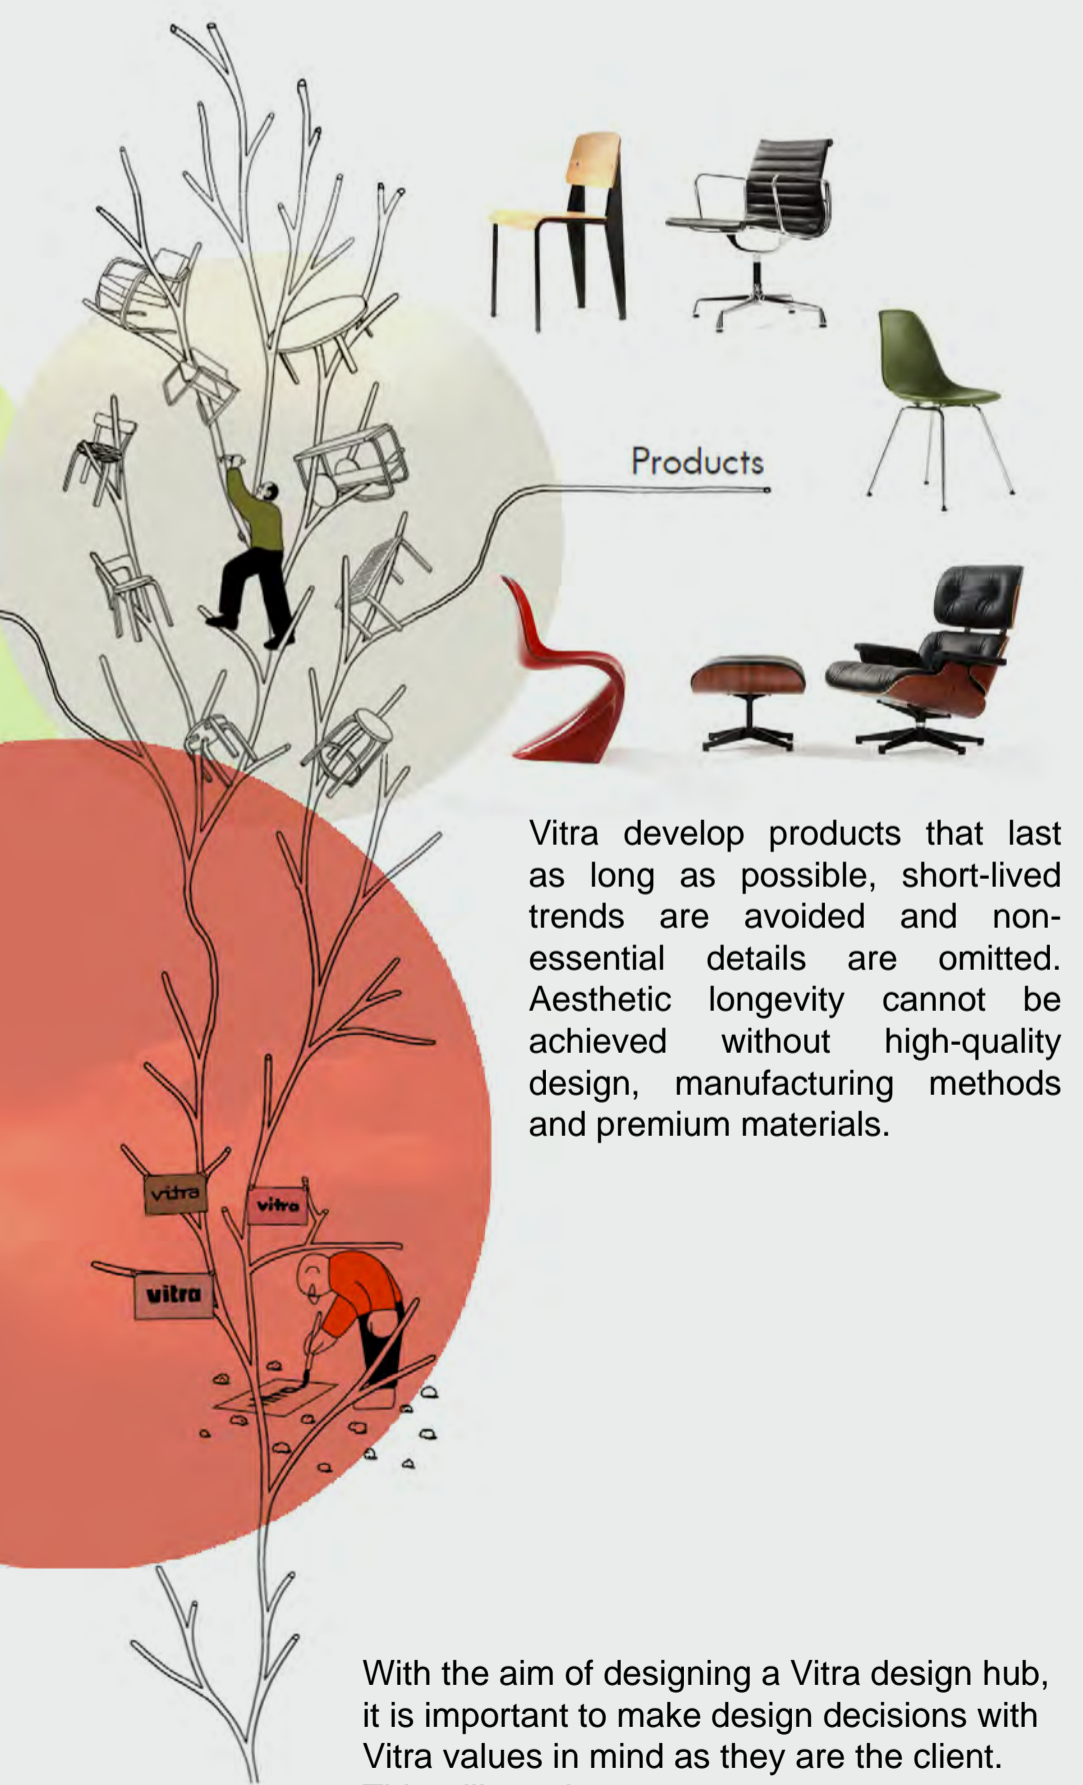 Products
Vitra develop products that last
as long as possible, short-lived
trends are avoided and non-
essential details are omitted.
Aesthetic longevity cannot be
achieved without high-quality
design, manufacturing methods
and premium materials.
vitra
vitra
vitra
With the aim of designing a Vitra design hub,
it is important to make design decisions with
Vitra values in mind as they are the client.